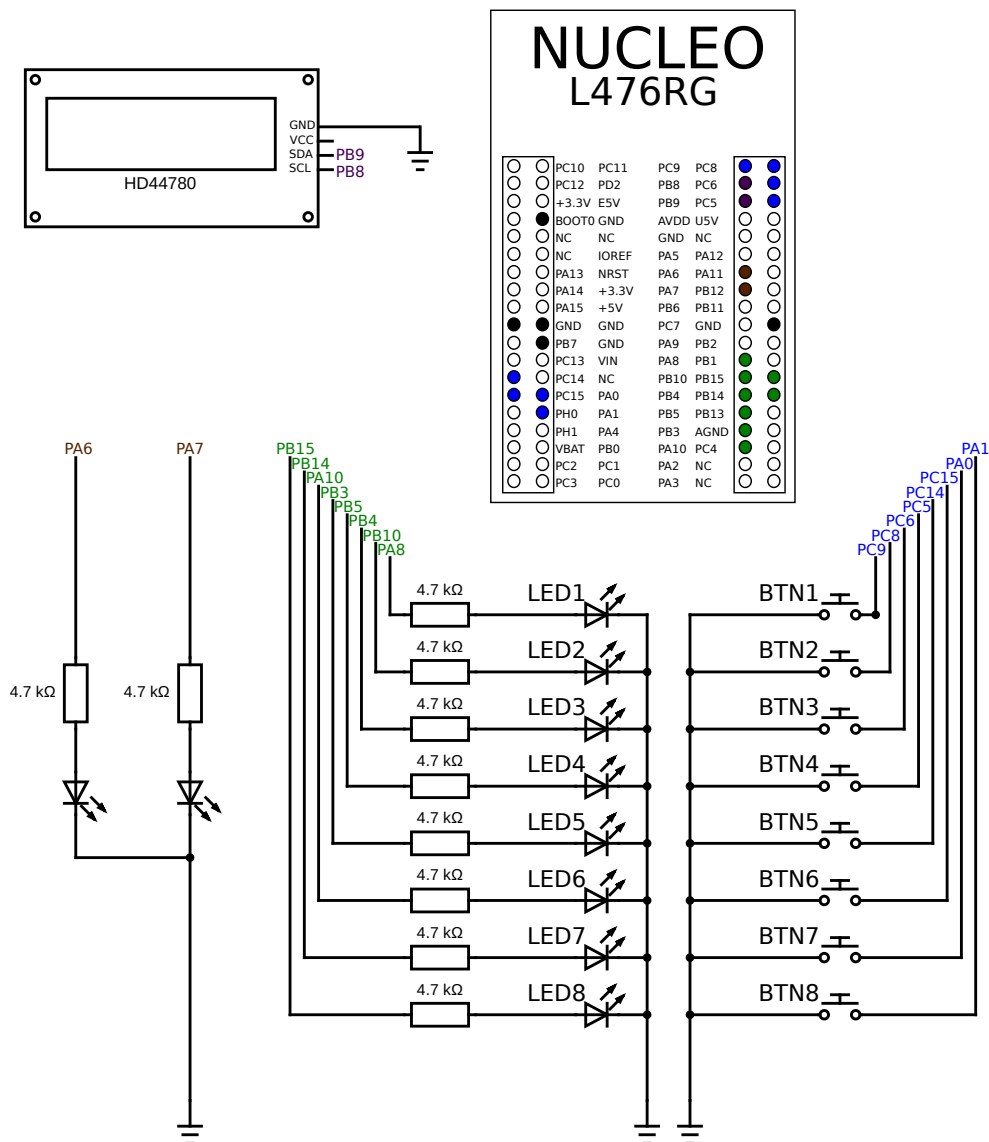 NUCLEO
L476RG
GND
VCC
SDA PB9
SCL PB8
HD44780
PC10 PC11 PC9 PC8
PC12 PD2 PB8 PC6
+3.3V E5V PB9 PC5
BOOT0 GND AVDD U5V
NC NC GND NC
NC IOREF PA5 PA12
PA13 NRST PA6 PA11
PA14 +3.3V PA7 PB12
PA15 +5V PB6 PB11
GND GND PC7 GND
PB7 GND PA9 PB2
PC13 VIN PA8 PB1
PC14 NC PB10 PB15
PC15 PA0 PB4 PB14
PH0 PA1 PB5 PB13
PH1 PA4 PB3 AGND
VBAT PB0 PA10 PC4
PC2 PC1 PA2 NC
PC3 PC0 PA3 NC
PA6 PA7 PB15 PA1
PB14 PA0
PA10 PC15
PB3 PC14
PB5 PC5
PB4 PC6
PB10 PC8
PA8 PC9
4.7 kΩ LED1 BTN1
4.7 kΩ LED2 BTN2
4.7 kΩ 4.7 kΩ
4.7 kΩ LED3 BTN3
4.7 kΩ LED4 BTN4
4.7 kΩ LED5 BTN5
4.7 kΩ LED6 BTN6
4.7 kΩ LED7 BTN7
4.7 kΩ LED8 BTN8